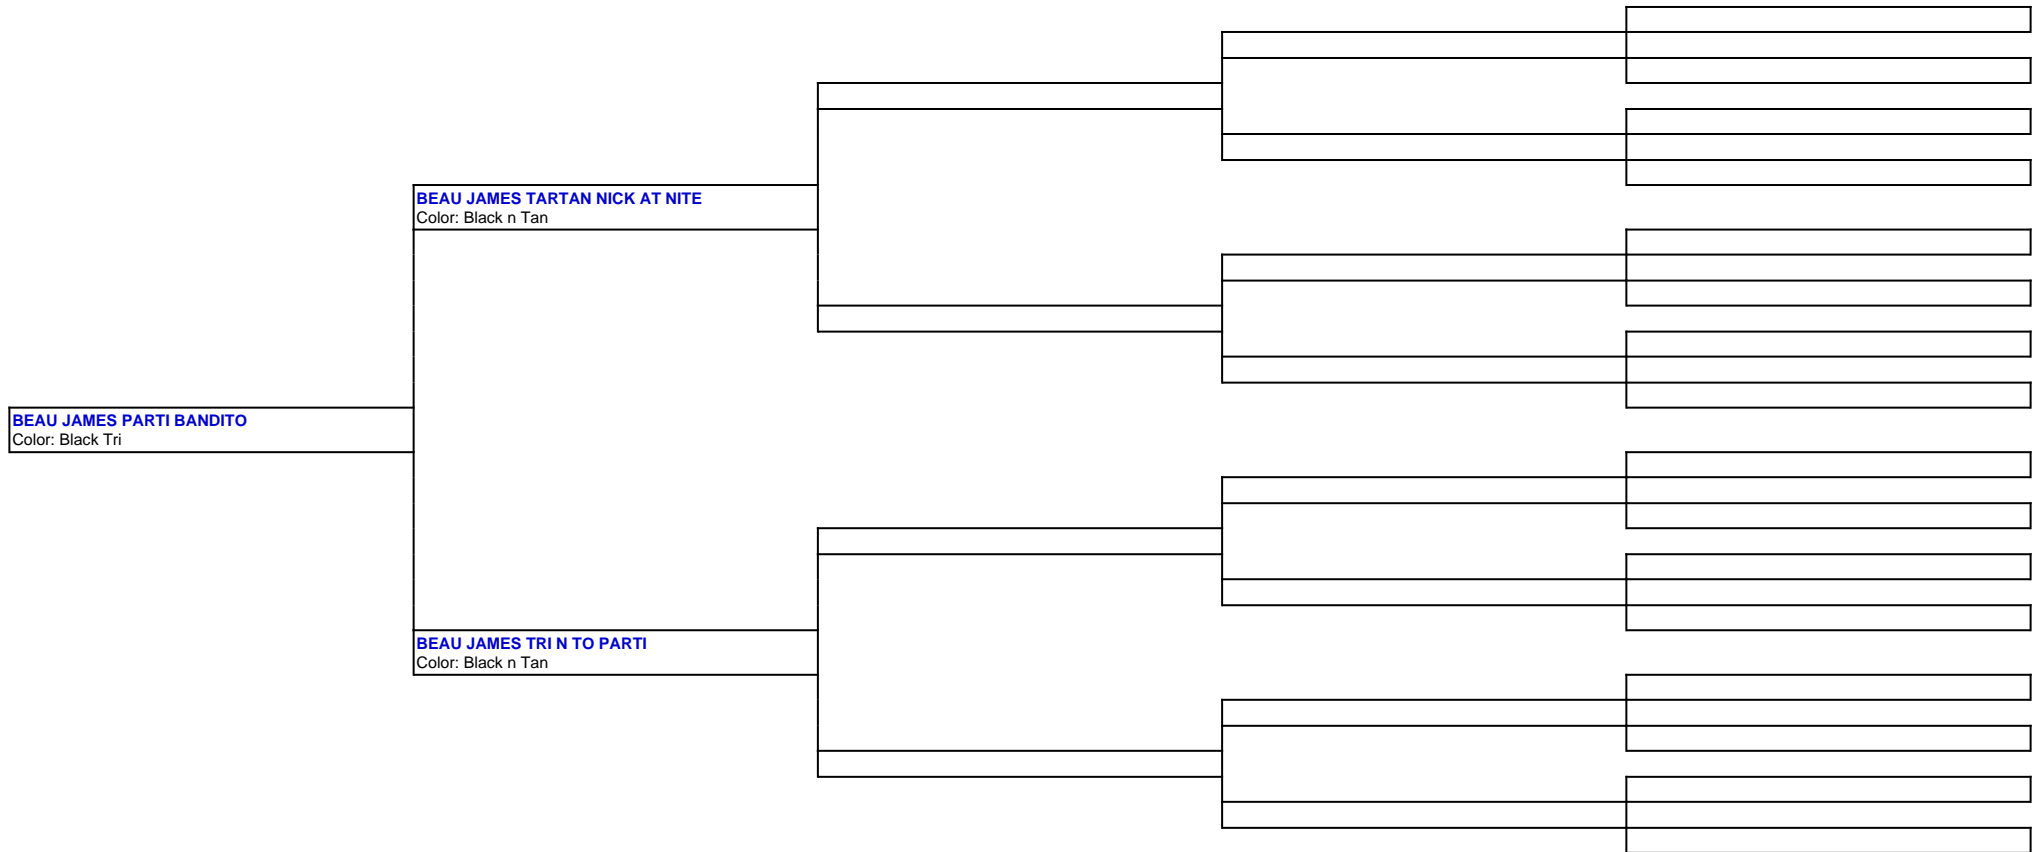 BEAU JAMES TARTAN NICK AT NITE
Color: Black n Tan
BEAU JAMES PARTI BANDITO
Color: Black Tri
BEAU JAMES TRI N TO PARTI
Color: Black n Tan